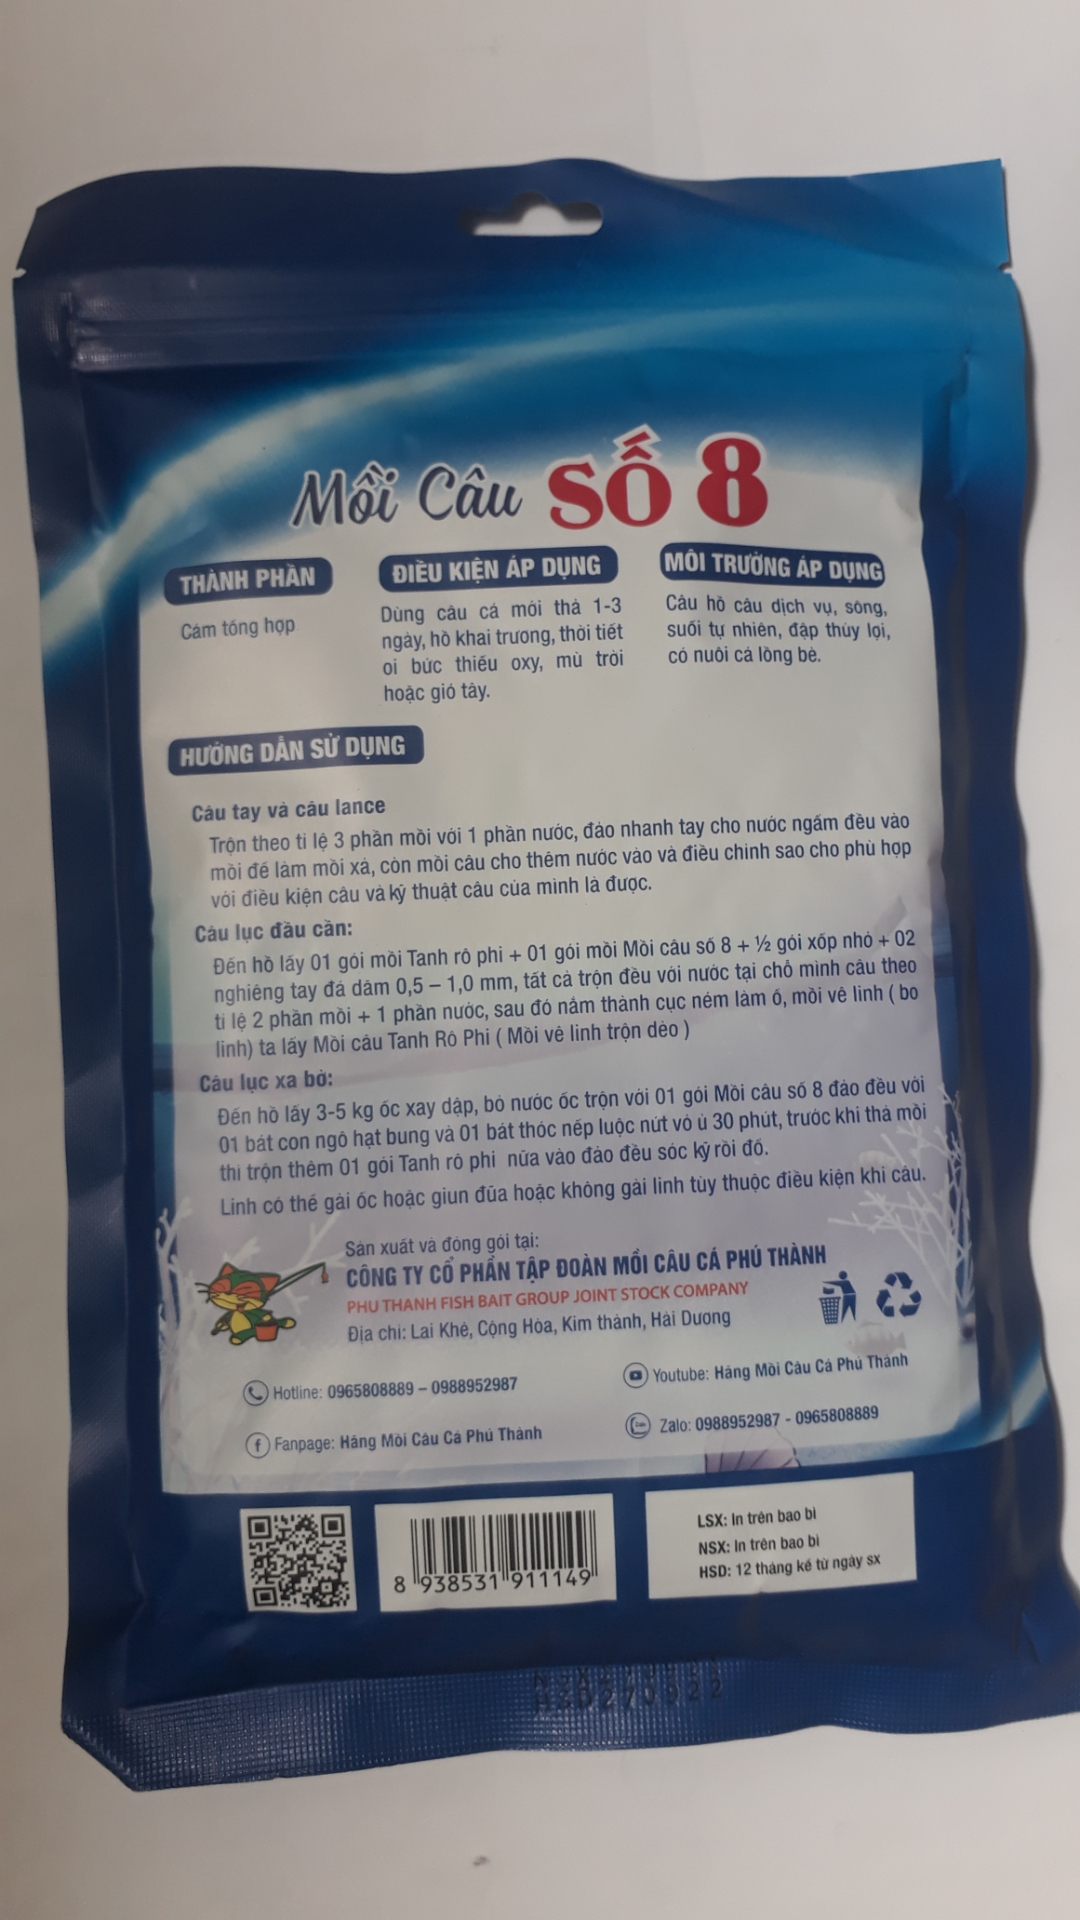 Mồi Câu SỐ 8
THÀNH PHẦN
Cám tổng hợp
ĐIỀU KIỆN ÁP DỤNG
Dùng câu cá mới thả 1-3
ngày, hồ khai trương, thời tiết
oi bức thiếu oxy, mù trời
hoặc gió tây.
MÔI TRƯỜNG ÁP DỤNG
Câu hồ câu dịch vụ, sông,
suối tự nhiên, đập thủy lợi,
có nuôi cá lồng bè.
HƯỚNG DẪN SỬ DỤNG
Câu tay và câu lance
Trộn theo tỉ lệ 3 phần mồi với 1 phần nước, đảo nhanh tay cho nước ngấm đều vào
mồi để làm mồi xả, còn mồi câu cho thêm nước vào và điều chỉnh sao cho phù hợp
với điều kiện câu và kỹ thuật câu của mình là được.
Câu lục đầu cần:
Đến hồ lấy 01 gói mồi Tanh rô phi + 01 gói mồi Mồi câu số 8 + ½ gói xốp nhỏ + 02
nghiêng tay đá dăm 0,5 – 1,0 mm, tất cả trộn đều với nước tại chỗ mình câu theo
tỉ lệ 2 phần mồi + 1 phần nước, sau đó nắm thành cục ném làm ổ, mồi vê linh ( bo
linh) ta lấy Mồi câu Tanh Rô Phi ( Mồi vê linh trộn dẻo )
Câu lục xa bờ:
Đến hồ lấy 3-5 kg ốc xay dập, bỏ nước ốc trộn với 01 gói Mồi câu số 8 đảo đều với
01 bát con ngô hạt bung và 01 bát thóc nếp luộc nứt vỏ ủ 30 phút, trước khi thả mồi
thì trộn thêm 01 gói Tanh rô phi nữa vào đảo đều sóc kỹ rồi đổ.
Linh có thể gài ốc hoặc giun đũa hoặc không gài linh tùy thuộc điều kiện khi câu.
Sản xuất và đóng gói tại:
CÔNG TY CỔ PHẦN TẬP ĐOÀN MỒI CÂU CÁ PHÚ THÀNH
PHU THANH FISH BAIT GROUP JOINT STOCK COMPANY
Địa chỉ: Lai Khê, Cộng Hòa, Kim thành, Hải Dương
Hotline: 0965808889 – 0988952987
Youtube: Hãng Mồi Câu Cá Phú Thành
Fanpage: Hãng Mồi Câu Cá Phú Thành
Zalo: 0988952987 - 0965808889
8 938531 911149
LSX: In trên bao bì
NSX: In trên bao bì
HSD: 12 tháng kể từ ngày sx
HSD270522